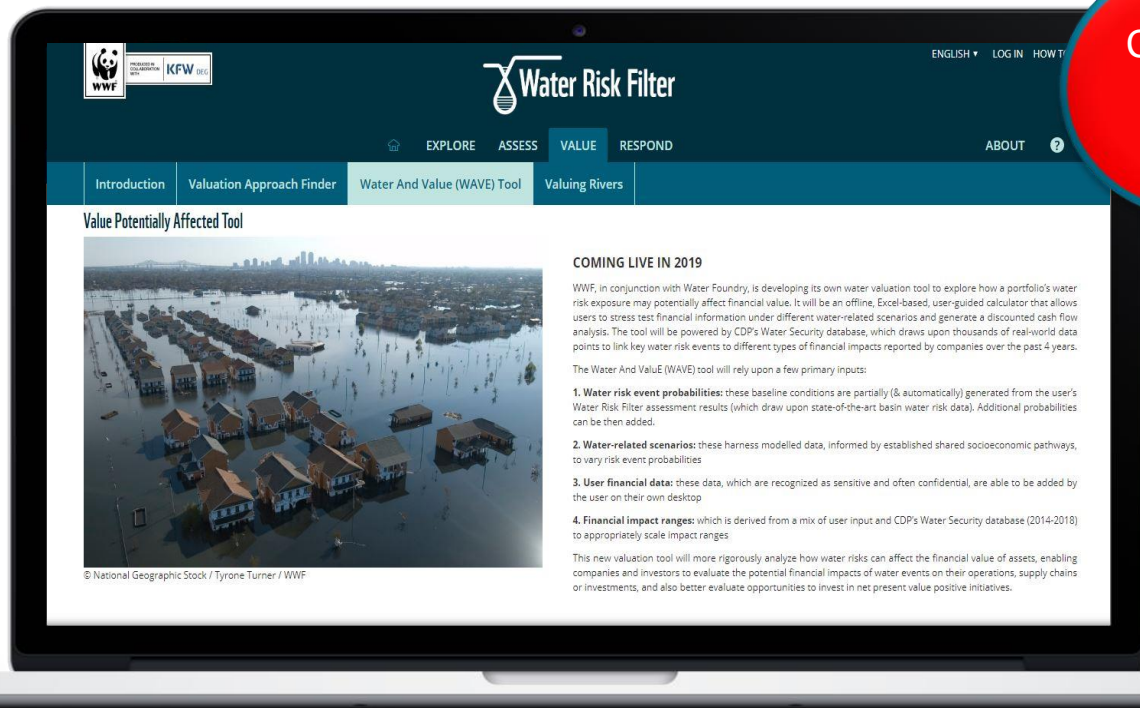 WWF
PRODUCED IN COLLABORATION WITH
KFW DEG
Water Risk Filter
ENGLISH ▾ LOG IN HOW
EXPLORE ASSESS VALUE RESPOND ABOUT ?
Introduction Valuation Approach Finder Water And Value (WAVE) Tool Valuing Rivers
Value Potentially Affected Tool
COMING LIVE IN 2019
WWF, in conjunction with Water Foundry, is developing its own water valuation tool to explore how a portfolio's water
risk exposure may potentially affect financial value. It will be an offline, Excel-based, user-guided calculator that allows
users to stress test financial information under different water-related scenarios and generate a discounted cash flow
analysis. The tool will be powered by CDP's Water Security database, which draws upon thousands of real-world data
points to link key water risk events to different types of financial impacts reported by companies over the past 4 years.
The Water And ValuE (WAVE) tool will rely upon a few primary inputs:
1. Water risk event probabilities: these baseline conditions are partially (& automatically) generated from the user's
Water Risk Filter assessment results (which draw upon state-of-the-art basin water risk data). Additional probabilities
can be then added.
2. Water-related scenarios: these harness modelled data, informed by established shared socioeconomic pathways,
to vary risk event probabilities
3. User financial data: these data, which are recognized as sensitive and often confidential, are able to be added by
the user on their own desktop
4. Financial impact ranges: which is derived from a mix of user input and CDP's Water Security database (2014-2018)
to appropriately scale impact ranges
This new valuation tool will more rigorously analyze how water risks can affect the financial value of assets, enabling
companies and investors to evaluate the potential financial impacts of water events on their operations, supply chains
or investments, and also better evaluate opportunities to invest in net present value positive initiatives.
© National Geographic Stock / Tyrone Turner / WWF